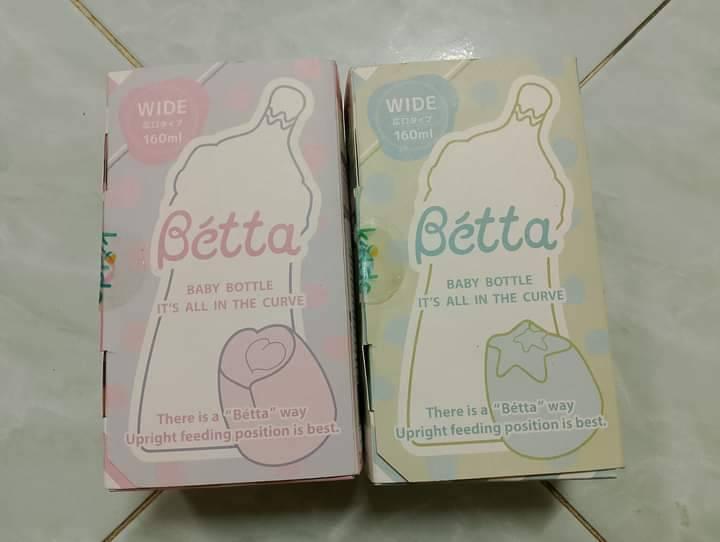 WIDE
広口タイプ
160ml
Bétta
BABY BOTTLE
IT'S ALL IN THE CURVE
There is a "Bétta" way
Upright feeding position is best.
WIDE
広口タイプ
160ml
Bétta
BABY BOTTLE
IT'S ALL IN THE CURVE
There is a "Bétta" way
Upright feeding position is best.